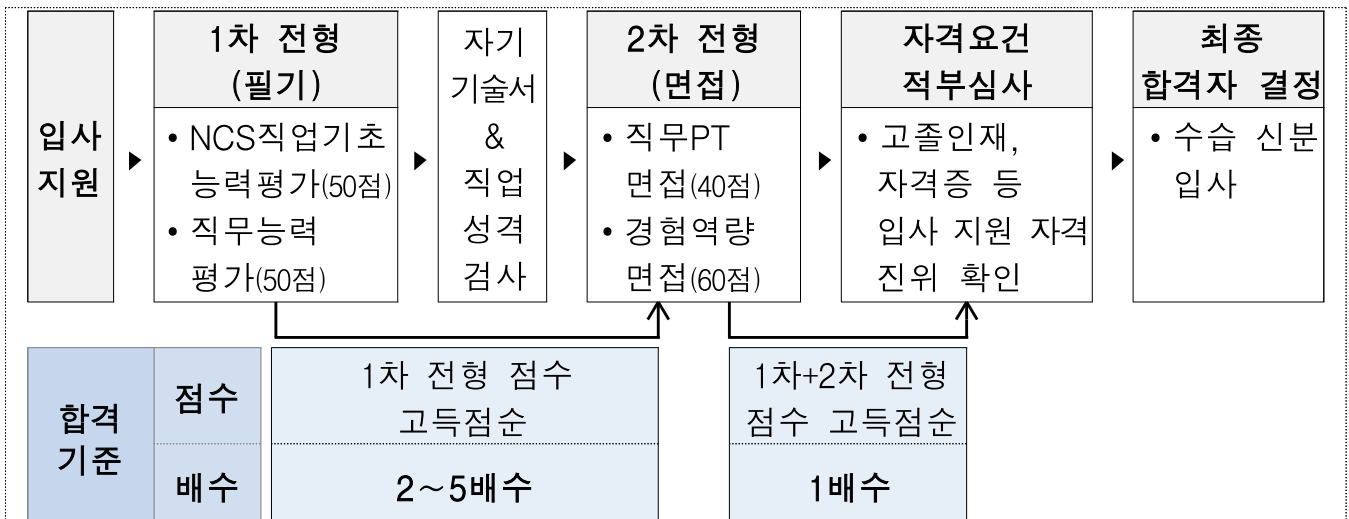 입사
지원
▶
1차 전형
(필기)
• NCS직업기초
능력평가(50점)
• 직무능력
평가(50점)
▶
자기
기술서
&
직업
성격
검사
▶
2차 전형
(면접)
• 직무PT
면접(40점)
• 경험역량
면접(60점)
▶
자격요건
적부심사
• 고졸인재,
자격증 등
입사 지원 자격
진위 확인
▶
최종
합격자 결정
• 수습 신분
입사
합격
기준
점수
1차 전형 점수
고득점순
1차+2차 전형
점수 고득점순
배수
2~5배수
1배수